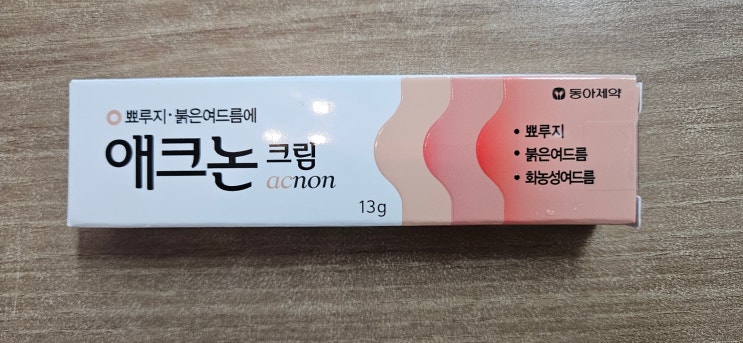 뾰루지·붉은여드름에
애크논 크림
acnon
13g
동아제약
• 뾰루지
• 붉은여드름
• 화농성여드름